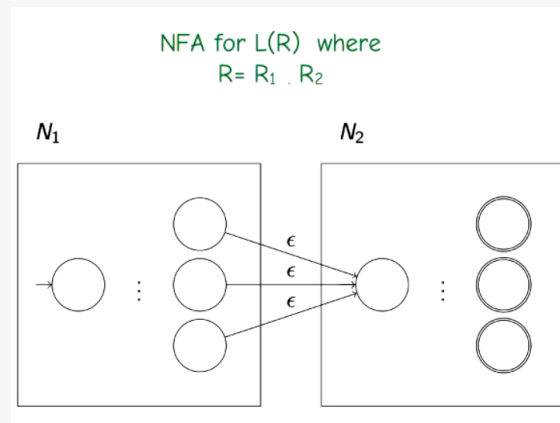 NFA for L(R) where
R= R₁ . R₂
N₁
N₂
⋮
⋮
ϵ
ϵ
ϵ